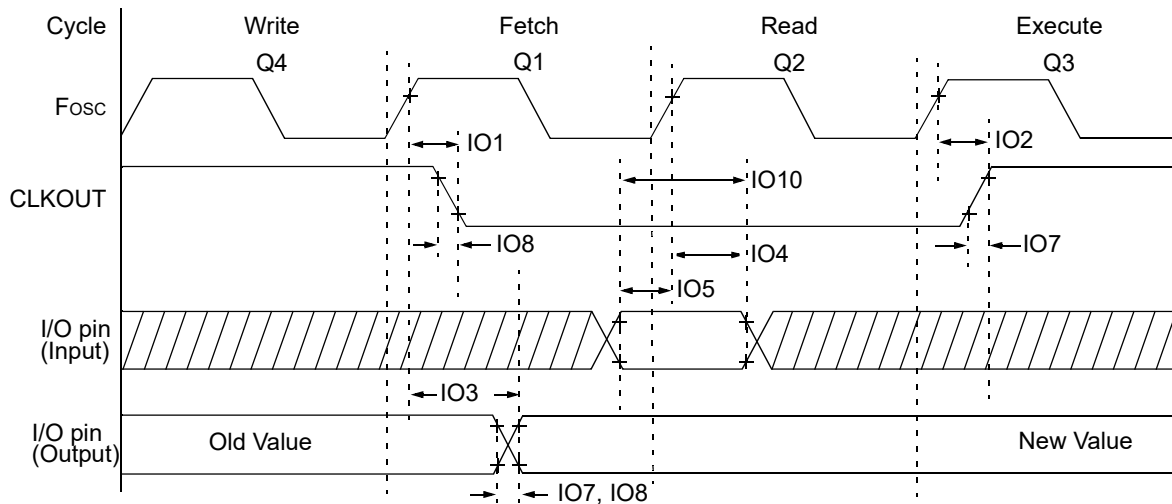 Cycle Write Fetch Read Execute
Q4 Q1 Q2 Q3
Fosc
IO1 IO2
CLKOUT IO10
IO8 IO4 IO7
IO5
I/O pin
(Input)
IO3
I/O pin
(Output) Old Value New Value
IO7, IO8